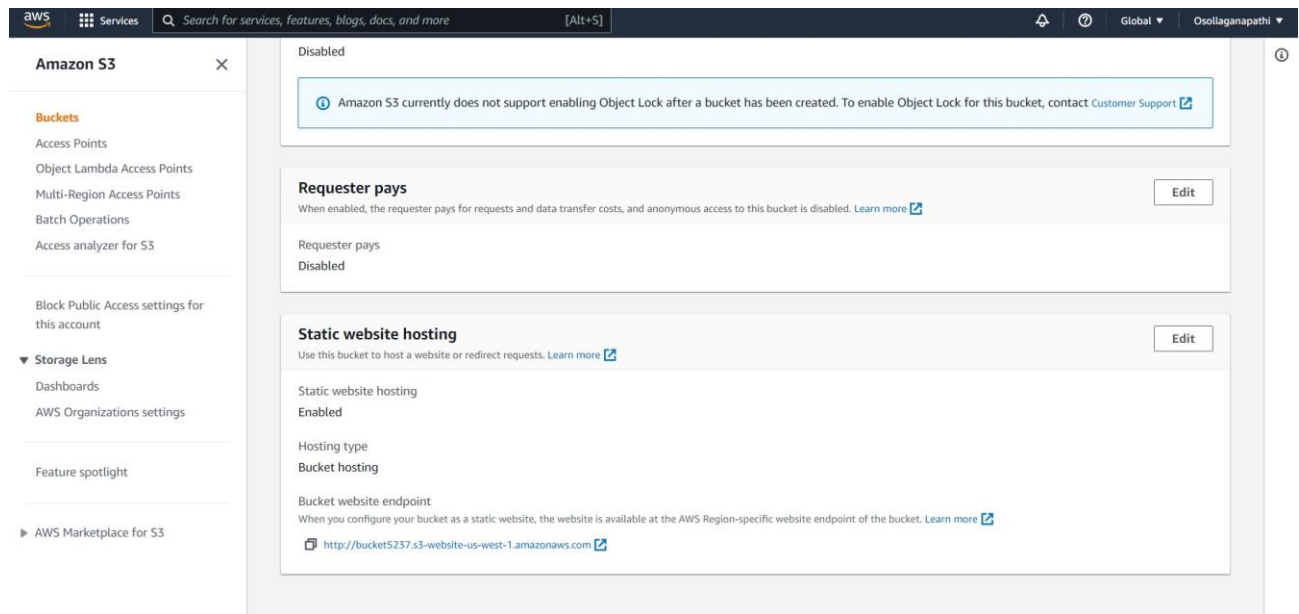 aws
Services
Search for services, features, blogs, docs, and more
[Alt+S]
Global ▼
Osollaganapathi ▼
Amazon S3
Buckets
Access Points
Object Lambda Access Points
Multi-Region Access Points
Batch Operations
Access analyzer for S3
Block Public Access settings for
this account
▼ Storage Lens
Dashboards
AWS Organizations settings
Feature spotlight
▶ AWS Marketplace for S3
Disabled
Amazon S3 currently does not support enabling Object Lock after a bucket has been created. To enable Object Lock for this bucket, contact Customer Support
Requester pays
Edit
When enabled, the requester pays for requests and data transfer costs, and anonymous access to this bucket is disabled. Learn more
Requester pays
Disabled
Static website hosting
Edit
Use this bucket to host a website or redirect requests. Learn more
Static website hosting
Enabled
Hosting type
Bucket hosting
Bucket website endpoint
When you configure your bucket as a static website, the website is available at the AWS Region-specific website endpoint of the bucket. Learn more
http://bucket5237.s3-website-us-west-1.amazonaws.com